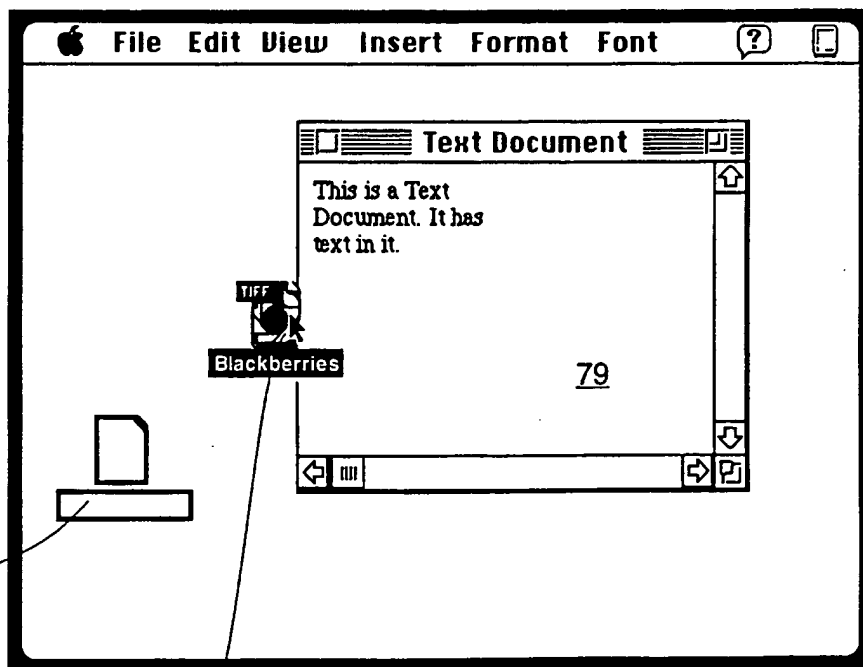 File Edit View Insert Format Font ?
Text Document
This is a Text
Document. It has
text in it.
TIFF
Blackberries
79